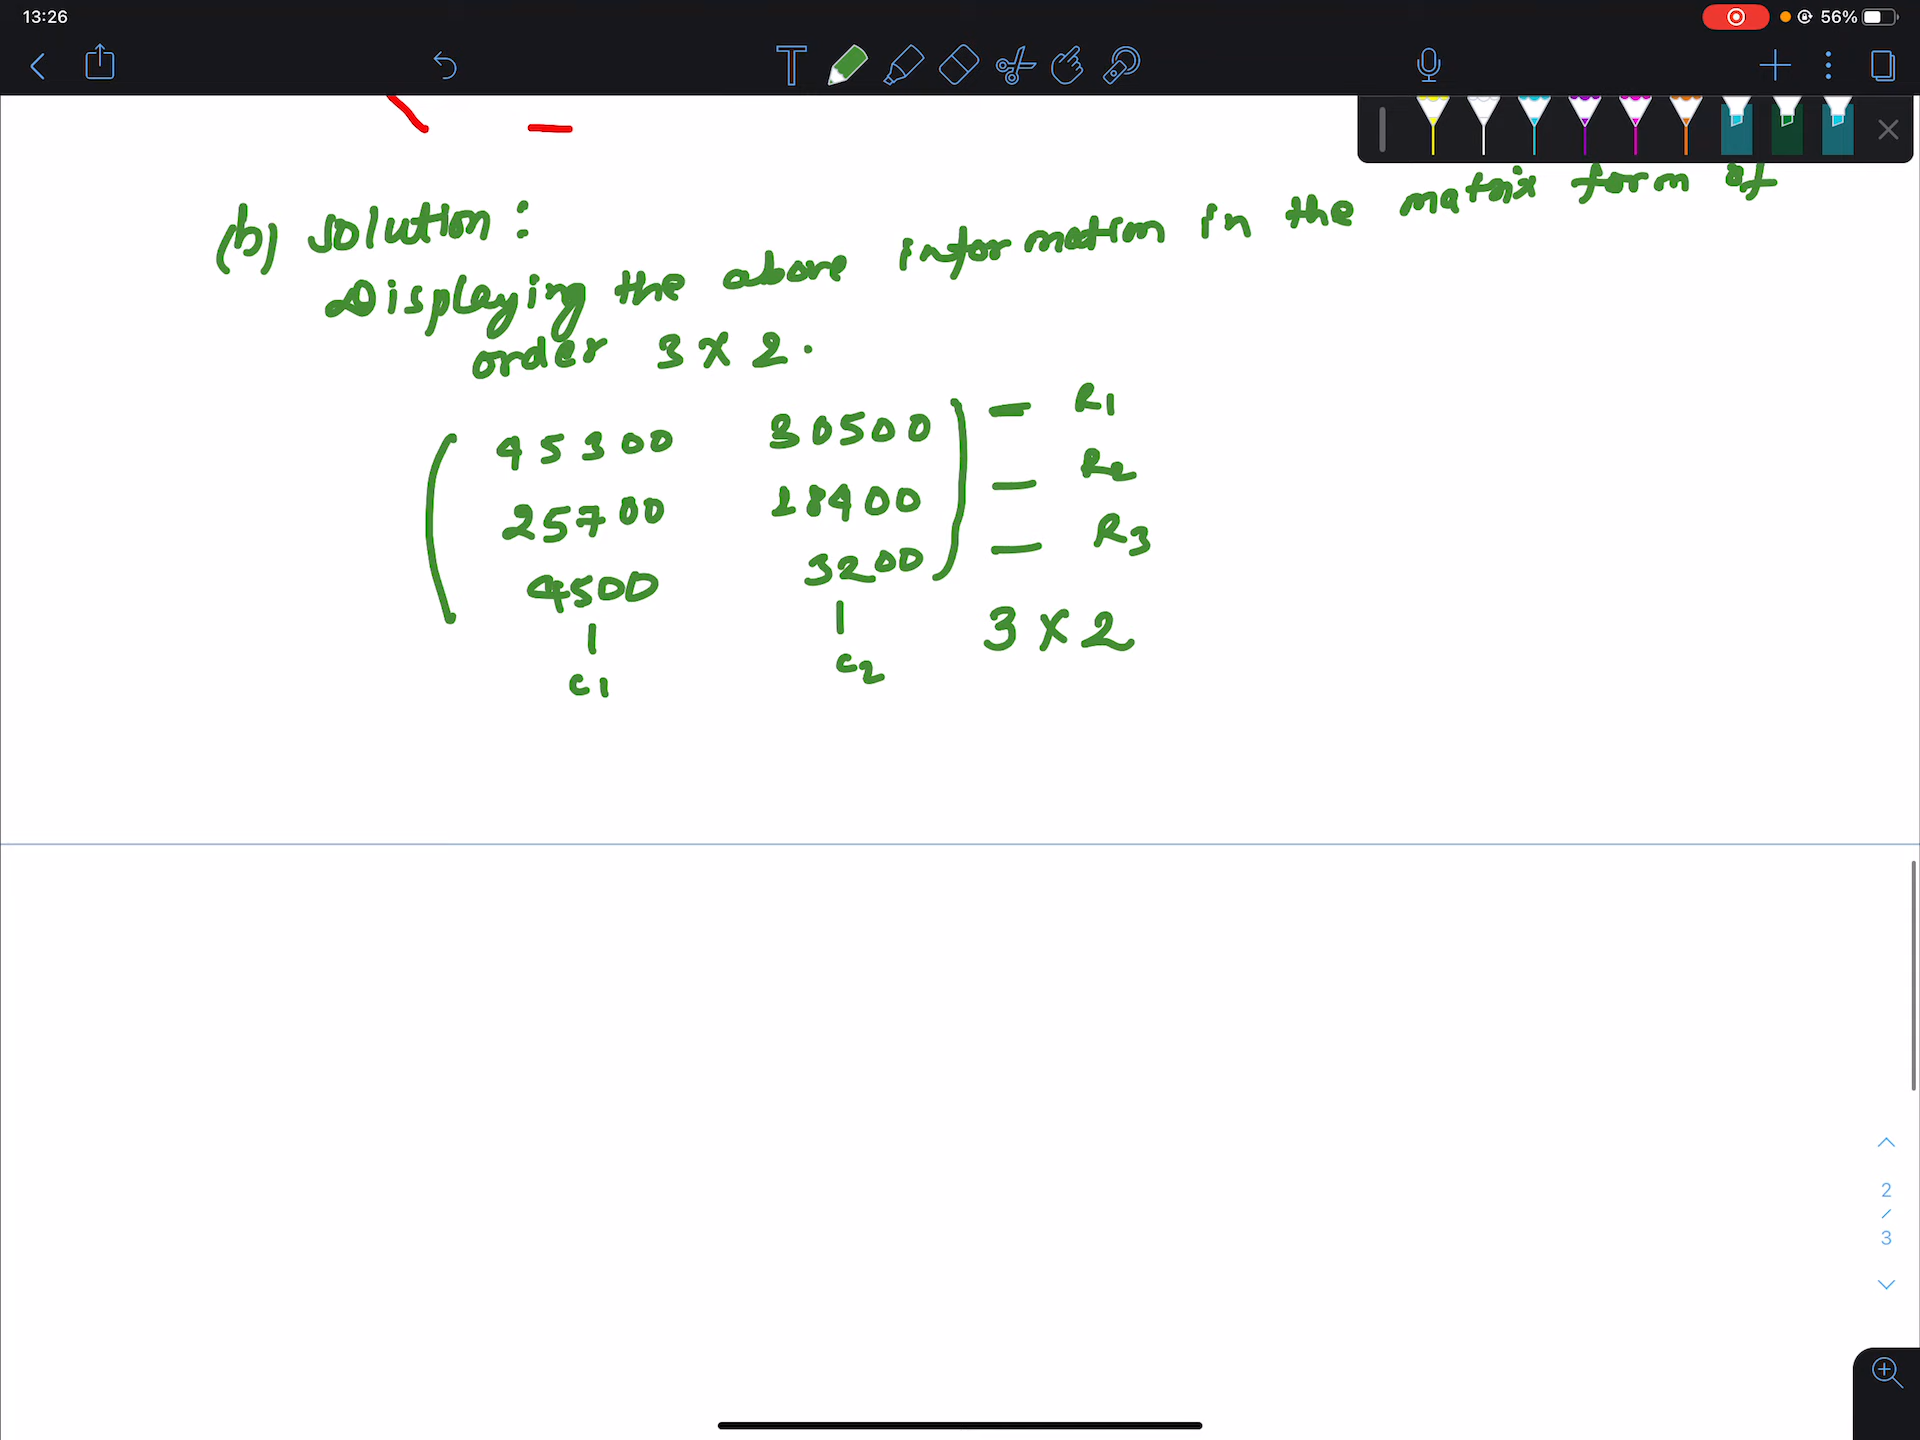 13:26
56%
(b) Solution:
Displaying the above information in the matrix form of
order 3 x 2.
45300 30500 — R1
25700 18400 — R2
4500 3200 — R3
3 x 2
C1 C2
2
/
3